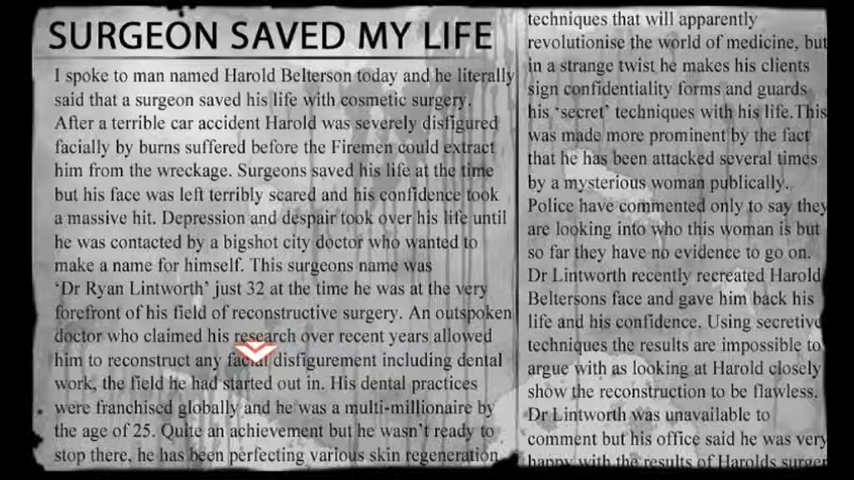 SURGEON SAVED MY LIFE
I spoke to man named Harold Belterson today and he literally
said that a surgeon saved his life with cosmetic surgery.
After a terrible car accident Harold was severely disfigured
facially by burns suffered before the Firemen could extract
him from the wreckage. Surgeons saved his life at the time
but his face was left terribly scared and his confidence took
a massive hit. Depression and despair took over his life until
he was contacted by a bigshot city doctor who wanted to
make a name for himself. This surgeons name was
‘Dr Ryan Lintworth’ just 32 at the time he was at the very
forefront of his field of reconstructive surgery. An outspoken
doctor who claimed his research over recent years allowed
him to reconstruct any facial disfigurement including dental
work, the field he had started out in. His dental practices
were franchised globally and he was a multi-millionaire by
the age of 25. Quite an achievement but he wasn’t ready to
stop there, he has been perfecting various skin regeneration
techniques that will apparently
revolutionise the world of medicine, but
in a strange twist he makes his clients
sign confidentiality forms and guards
his ‘secret’ techniques with his life.This
was made more prominent by the fact
that he has been attacked several times
by a mysterious woman publically.
Police have commented only to say they
are looking into who this woman is but
so far they have no evidence to go on.
Dr Lintworth recently recreated Harold
Beltersons face and gave him back his
life and his confidence. Using secretive
techniques the results are impossible to
argue with as looking at Harold closely
show the reconstruction to be flawless.
Dr Lintworth was unavailable to
comment but his office said he was very
happy with the results of Harolds surger